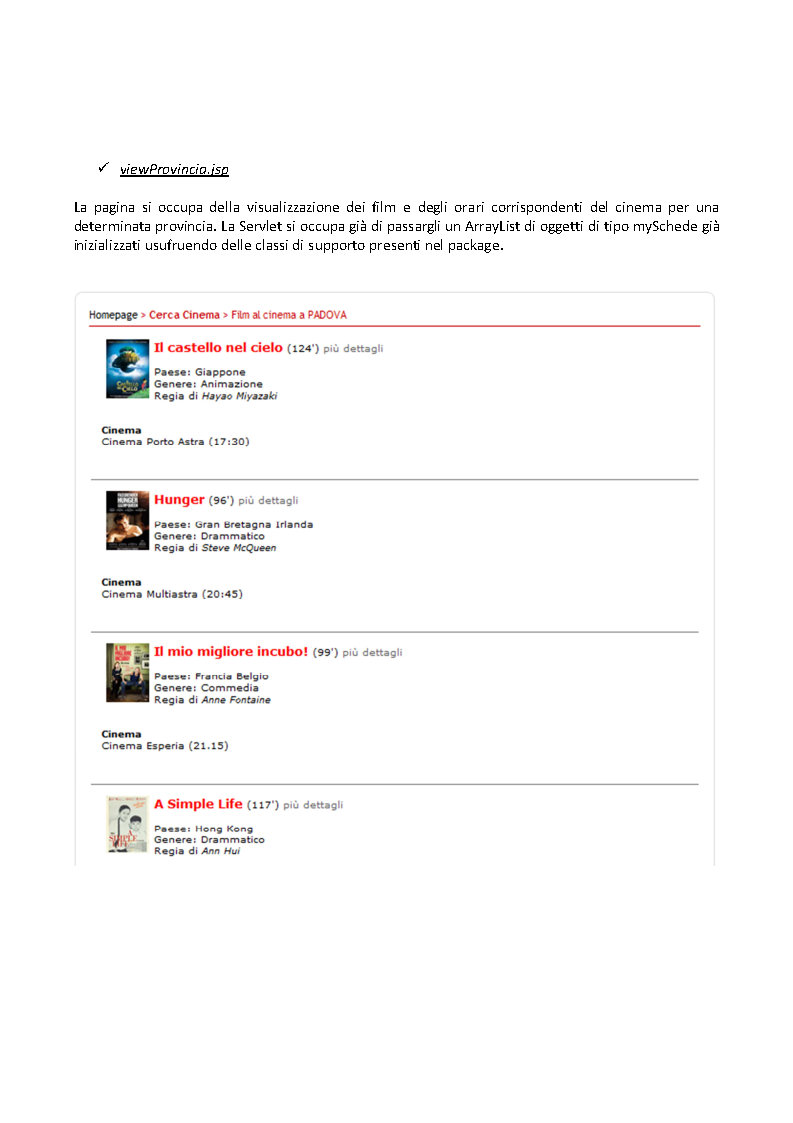 ✓ viewProvincia.jsp
La pagina si occupa della visualizzazione dei film e degli orari corrispondenti del cinema per una
determinata provincia. La Servlet si occupa già di passargli un ArrayList di oggetti di tipo mySchede già
inizializzati usufruendo delle classi di supporto presenti nel package.
Homepage > Cerca Cinema > Film al cinema a PADOVA
Il castello nel cielo (124') più dettagli
Paese: Giappone
Genere: Animazione
Regia di Hayao Miyazaki
Cinema
Cinema Porto Astra (17:30)
Hunger (96') più dettagli
Paese: Gran Bretagna Irlanda
Genere: Drammatico
Regia di Steve McQueen
Cinema
Cinema Multiastra (20:45)
Il mio migliore incubo! (99') più dettagli
Paese: Francia Belgio
Genere: Commedia
Regia di Anne Fontaine
Cinema
Cinema Esperia (21.15)
A Simple Life (117') più dettagli
Paese: Hong Kong
Genere: Drammatico
Regia di Ann Hui